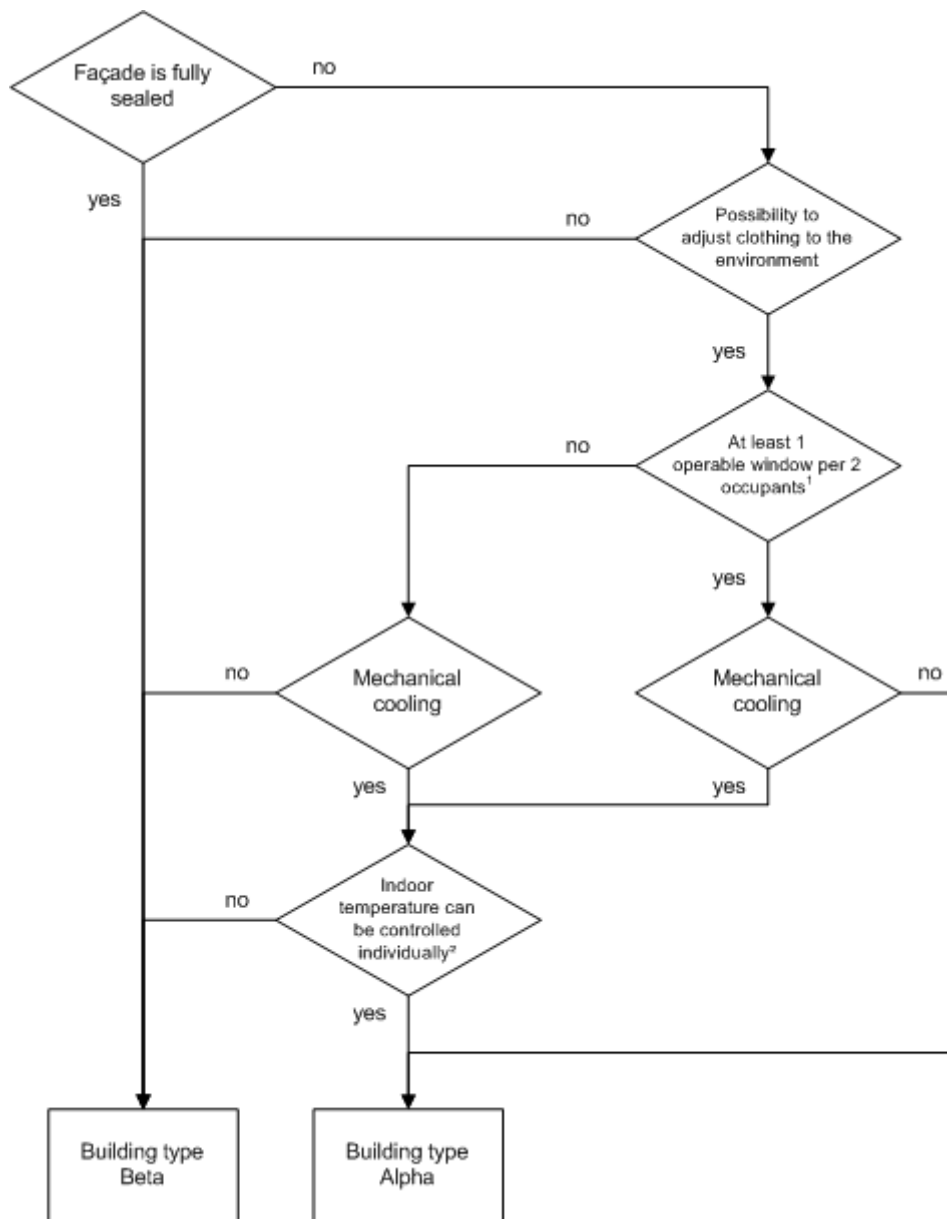 Façade is fully
sealed
no
yes
no
Possibility to
adjust clothing to the
environment
yes
no
At least 1
operable window per 2
occupants¹
yes
no
Mechanical
cooling
Mechanical
cooling
no
yes
yes
no
Indoor
temperature can
be controlled
individually²
yes
Building type
Beta
Building type
Alpha